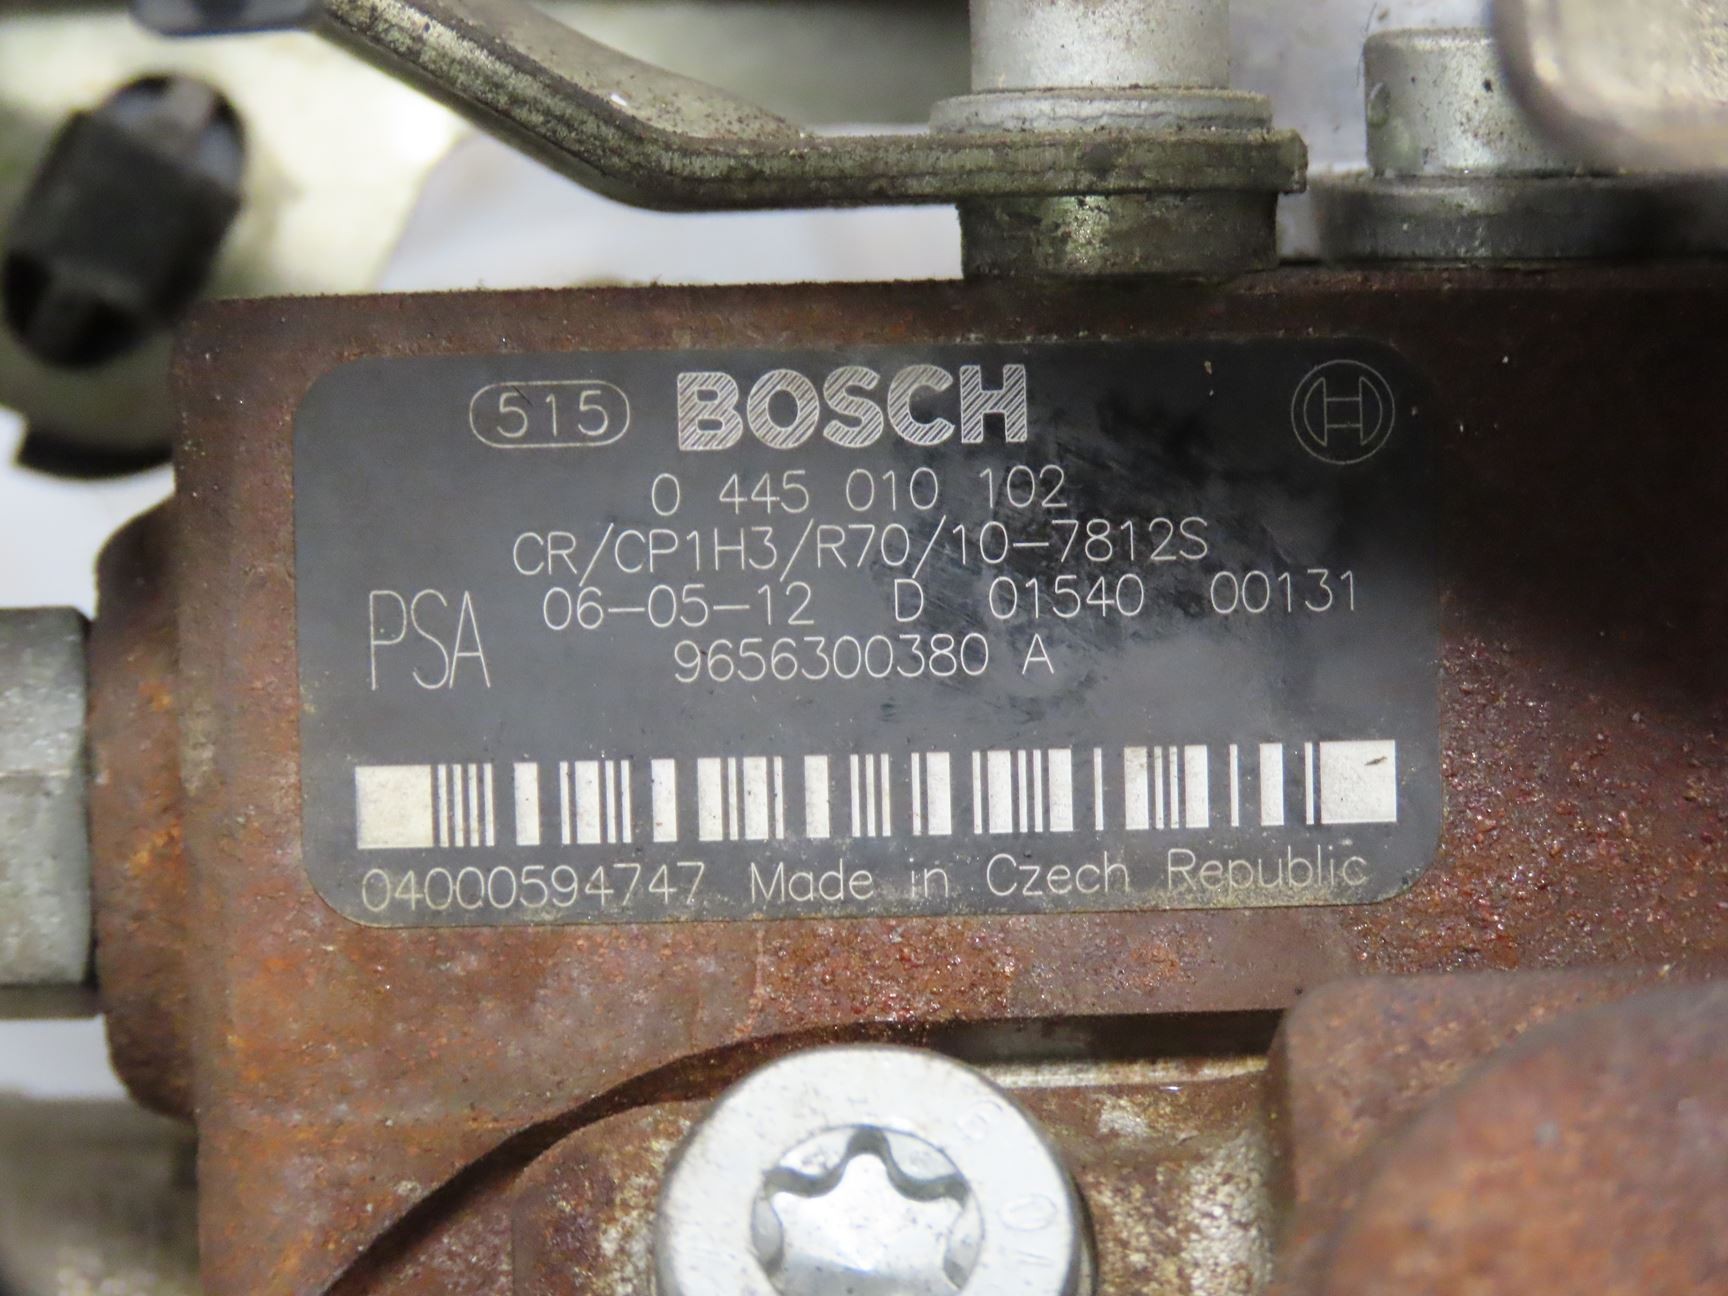 515 BOSCH
0 445 010 102
CR/CP1H3/R70/10-7812S
PSA 06-05-12 D 01540 00131
9656300380 A
04000594747 Made in Czech Republic